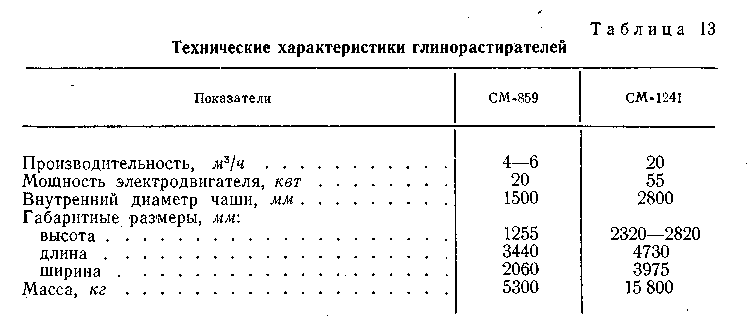 Таблица 13
Технические характеристики глинорастирателей
Показатели СМ-859 СМ-1241
Производительность, м³/ч . . . . . . . . . . . 4—6 20
Мощность электродвигателя, квт . . . . . . . . 20 55
Внутренний диаметр чаши, мм . . . . . . . . . 1500 2800
Габаритные размеры, мм:
высота . . . . . . . . . . . . . . . . . . . . 1255 2320—2820
длина . . . . . . . . . . . . . . . . . . . . 3440 4730
ширина . . . . . . . . . . . . . . . . . . . 2060 3975
Масса, кг . . . . . . . . . . . . . . . . . . . 5300 15 800